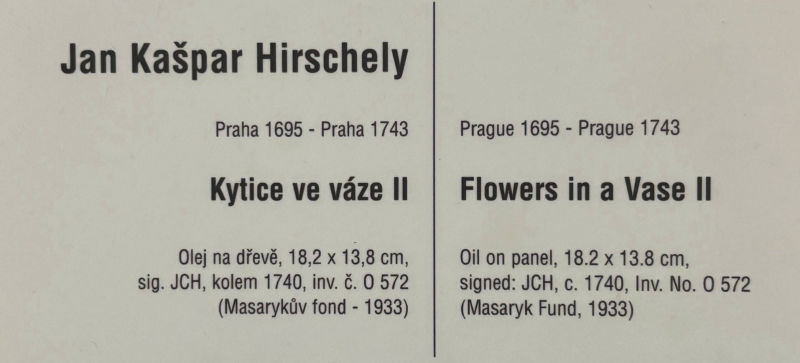 Jan Kašpar Hirschely
Praha 1695 - Praha 1743
Kytice ve váze II
Olej na dřevě, 18,2 x 13,8 cm,
sig. JCH, kolem 1740, inv. č. O 572
(Masarykův fond - 1933)
Prague 1695 - Prague 1743
Flowers in a Vase II
Oil on panel, 18.2 x 13.8 cm,
signed: JCH, c. 1740, Inv. No. O 572
(Masaryk Fund, 1933)